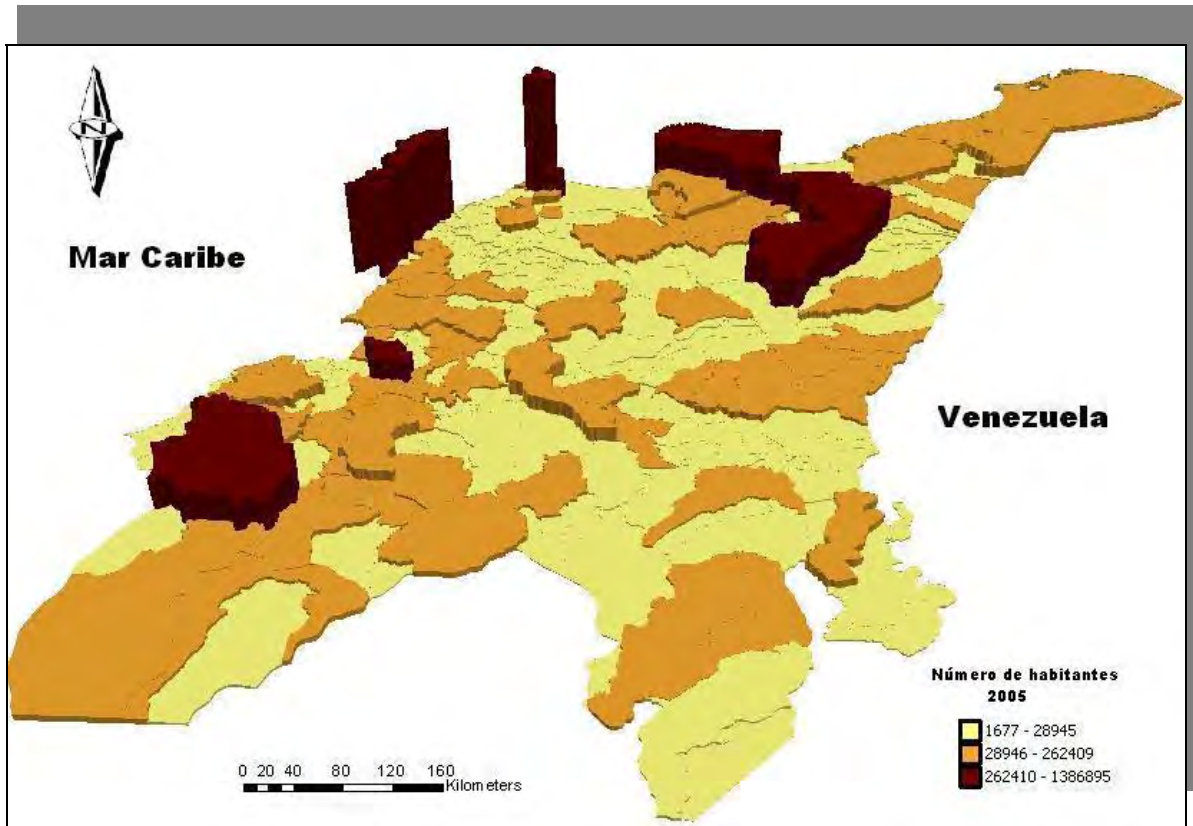 N
Mar Caribe
Venezuela
Número de habitantes
2005
1677 - 28945
28946 - 262409
262410 - 1386895
0 20 40 80 120 160
Kilometers